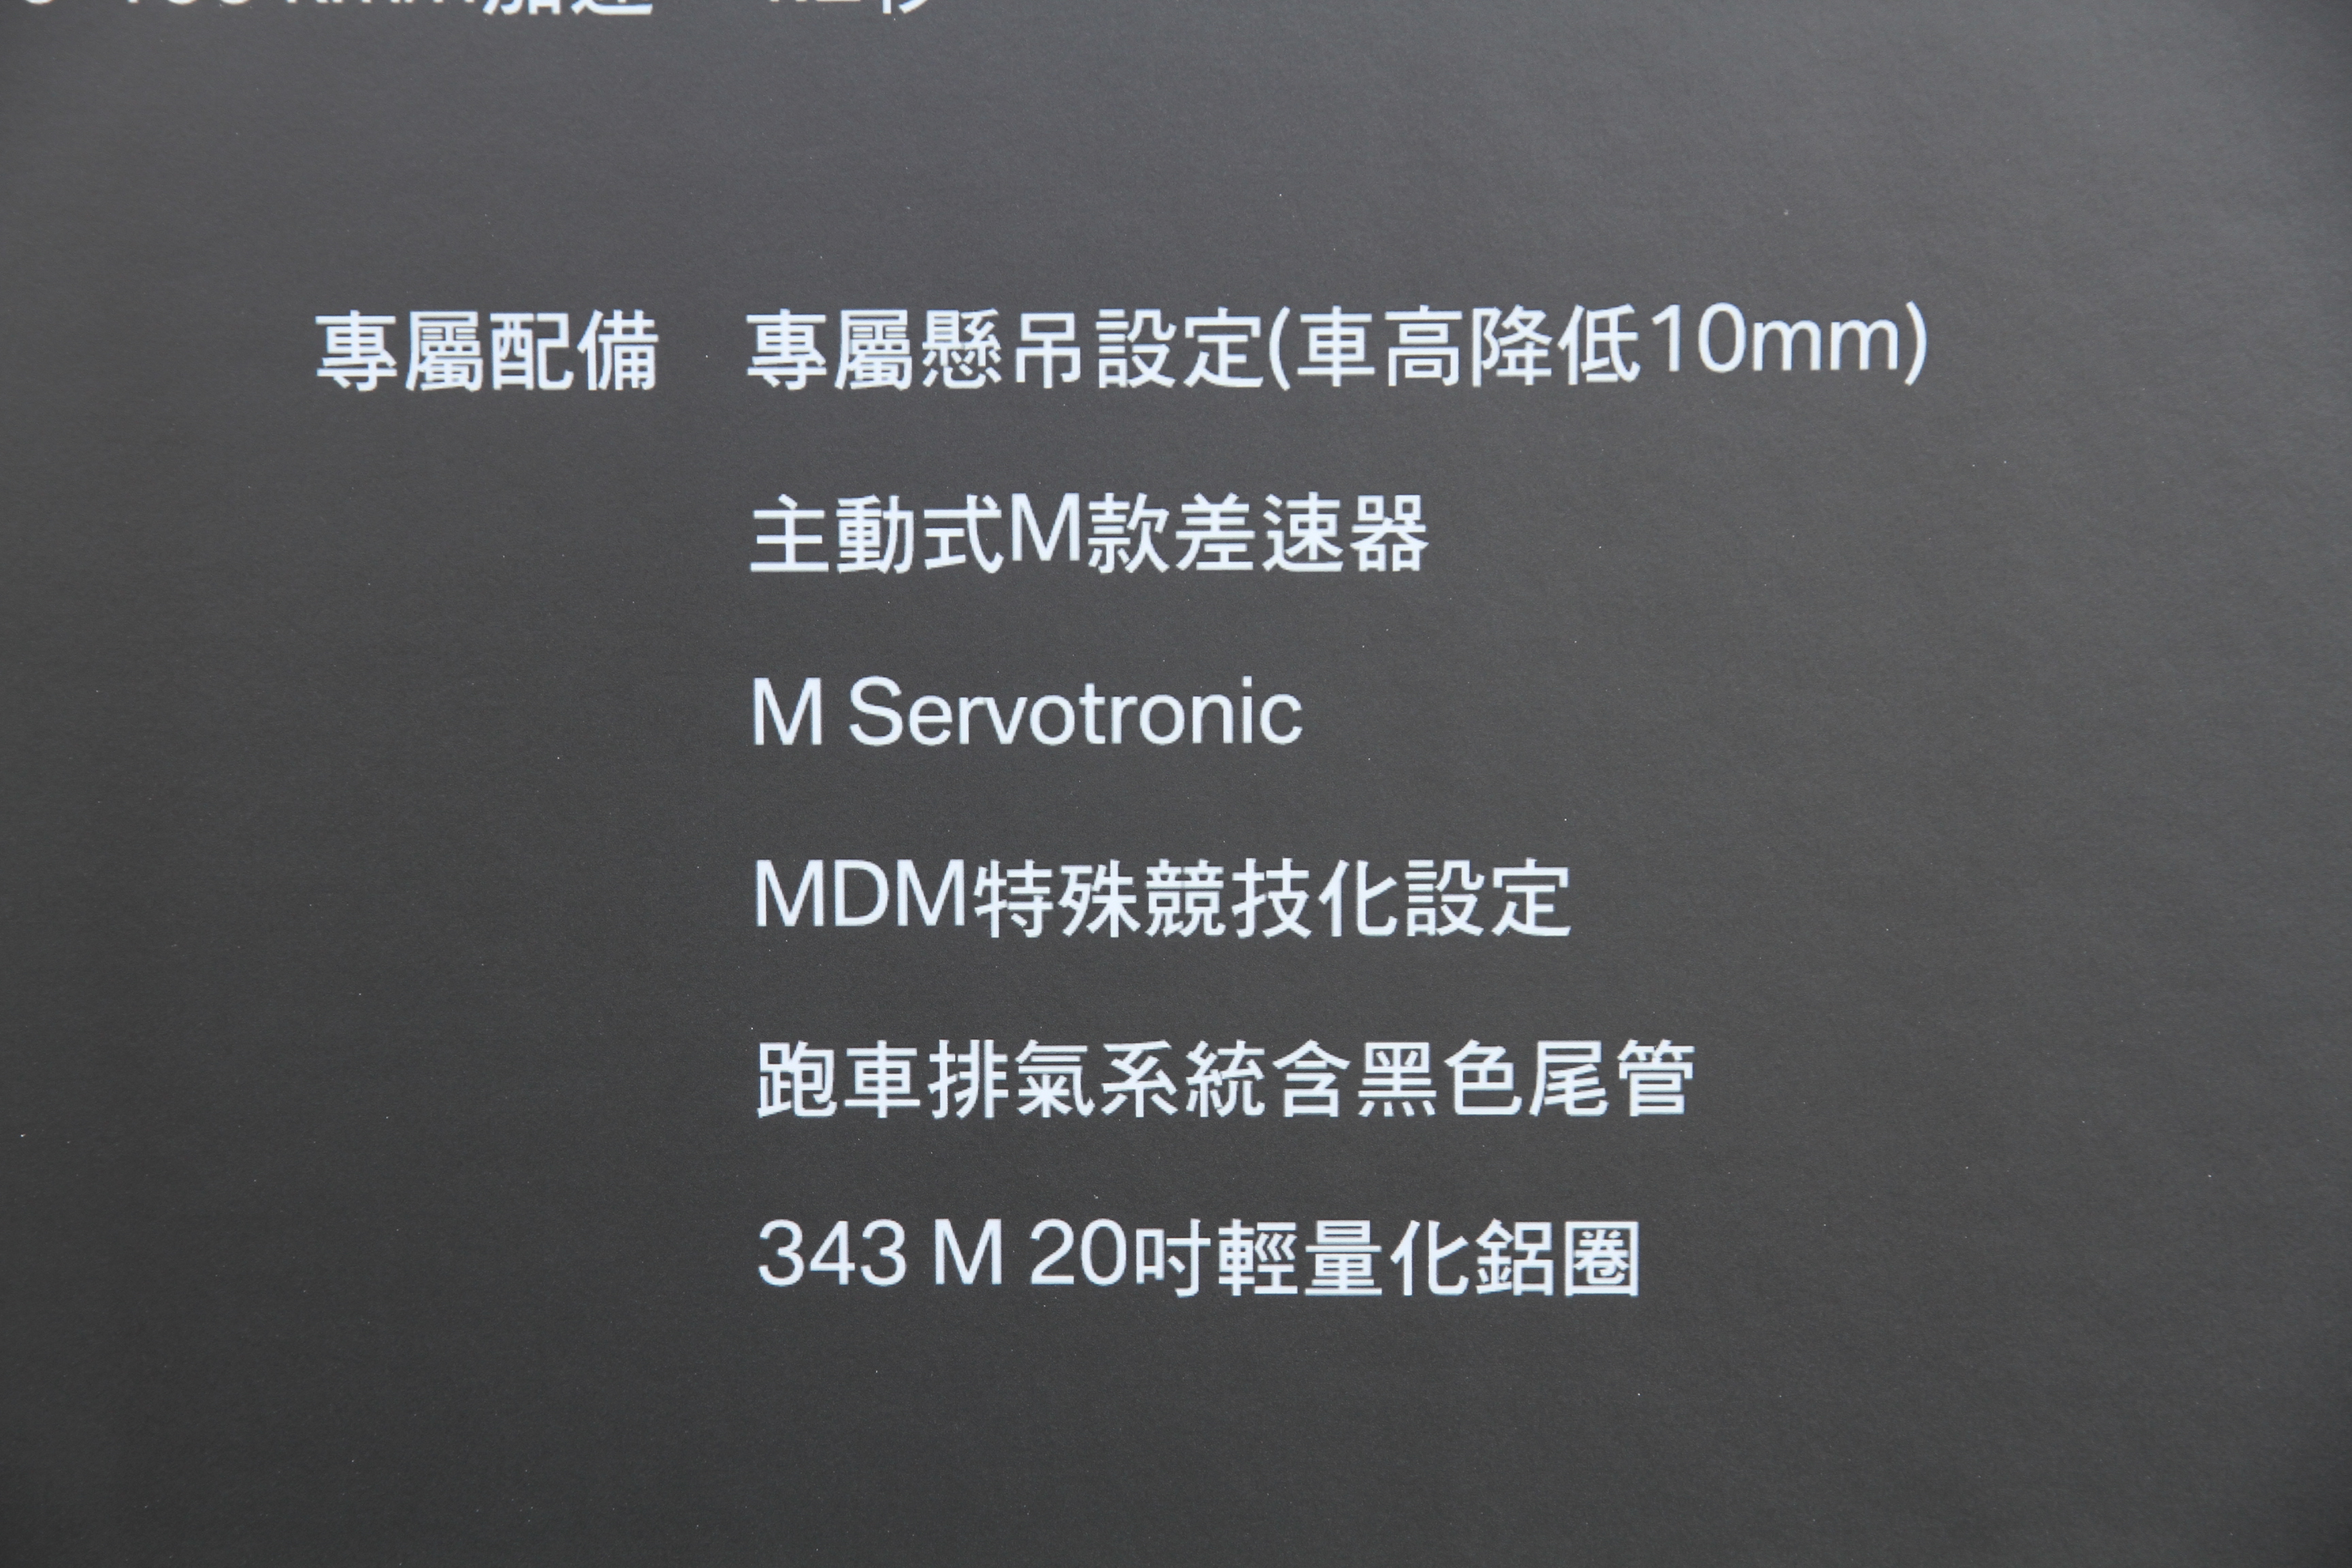 專屬配備 專屬懸吊設定(車高降低10mm)
主動式M款差速器
M Servotronic
MDM特殊競技化設定
跑車排氣系統含黑色尾管
343 M 20吋輕量化鋁圈